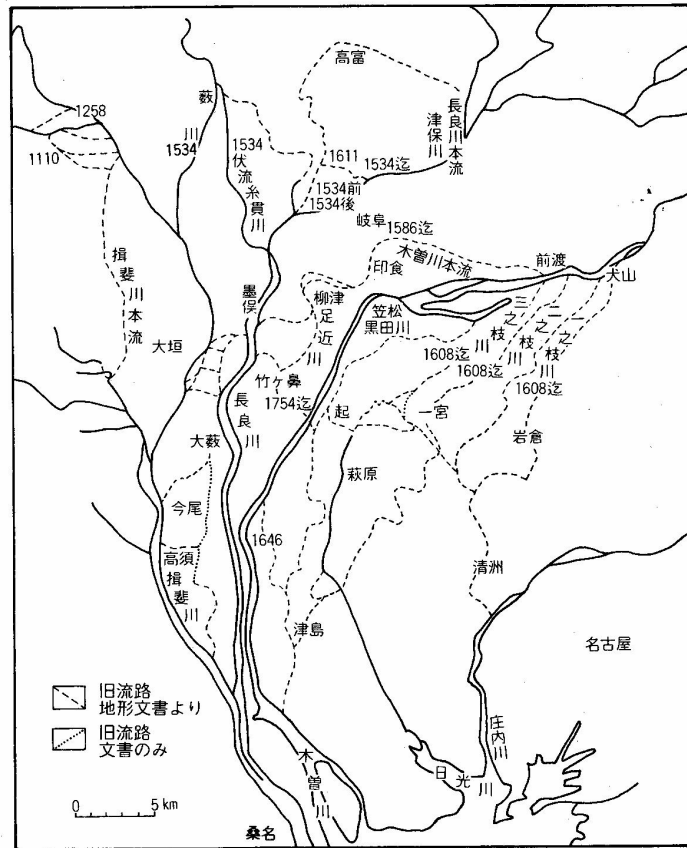 高富
1258
薮
川
1534
1110
1534
伏流糸貫川
1611
1534迄
津保川
長良川本流
1534前
1534後
岐阜
1586迄
木曽川本流
印食
前渡
犬山
揖斐川本流
墨俣
柳津
足近川
笠松
黒田川
三之枝川
二之枝川
一之枝川
1608迄
1608迄
1608迄
大垣
竹ヶ鼻
1754迄
長良川
起
一宮
岩倉
大薮
萩原
今尾
1646
高須
揖斐川
清洲
津島
名古屋
旧流路
地形文書より
旧流路
文書のみ
庄内川
日光川
木曽川
0 5 km
桑名